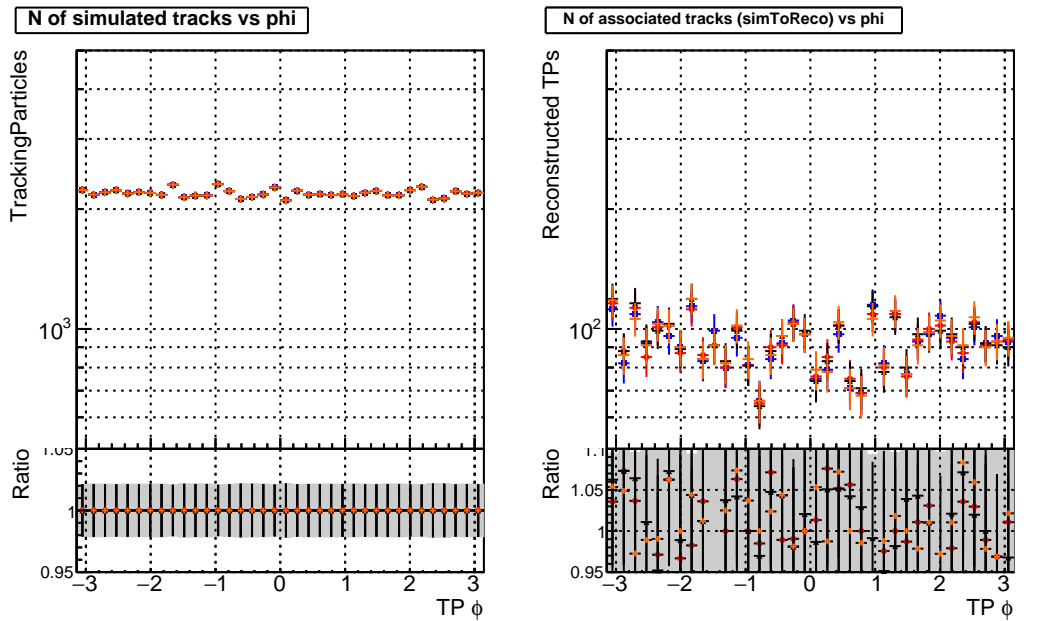 N of simulated tracks vs phi
TrackingParticles
10³
1.05
Ratio
1
0.95
−3 −2 −1 0 1 2 3
TP ϕ
N of associated tracks (simToReco) vs phi
Reconstructed TPs
10²
1.1
Ratio
1.05
1
0.95
−3 −2 −1 0 1 2 3
TP ϕ